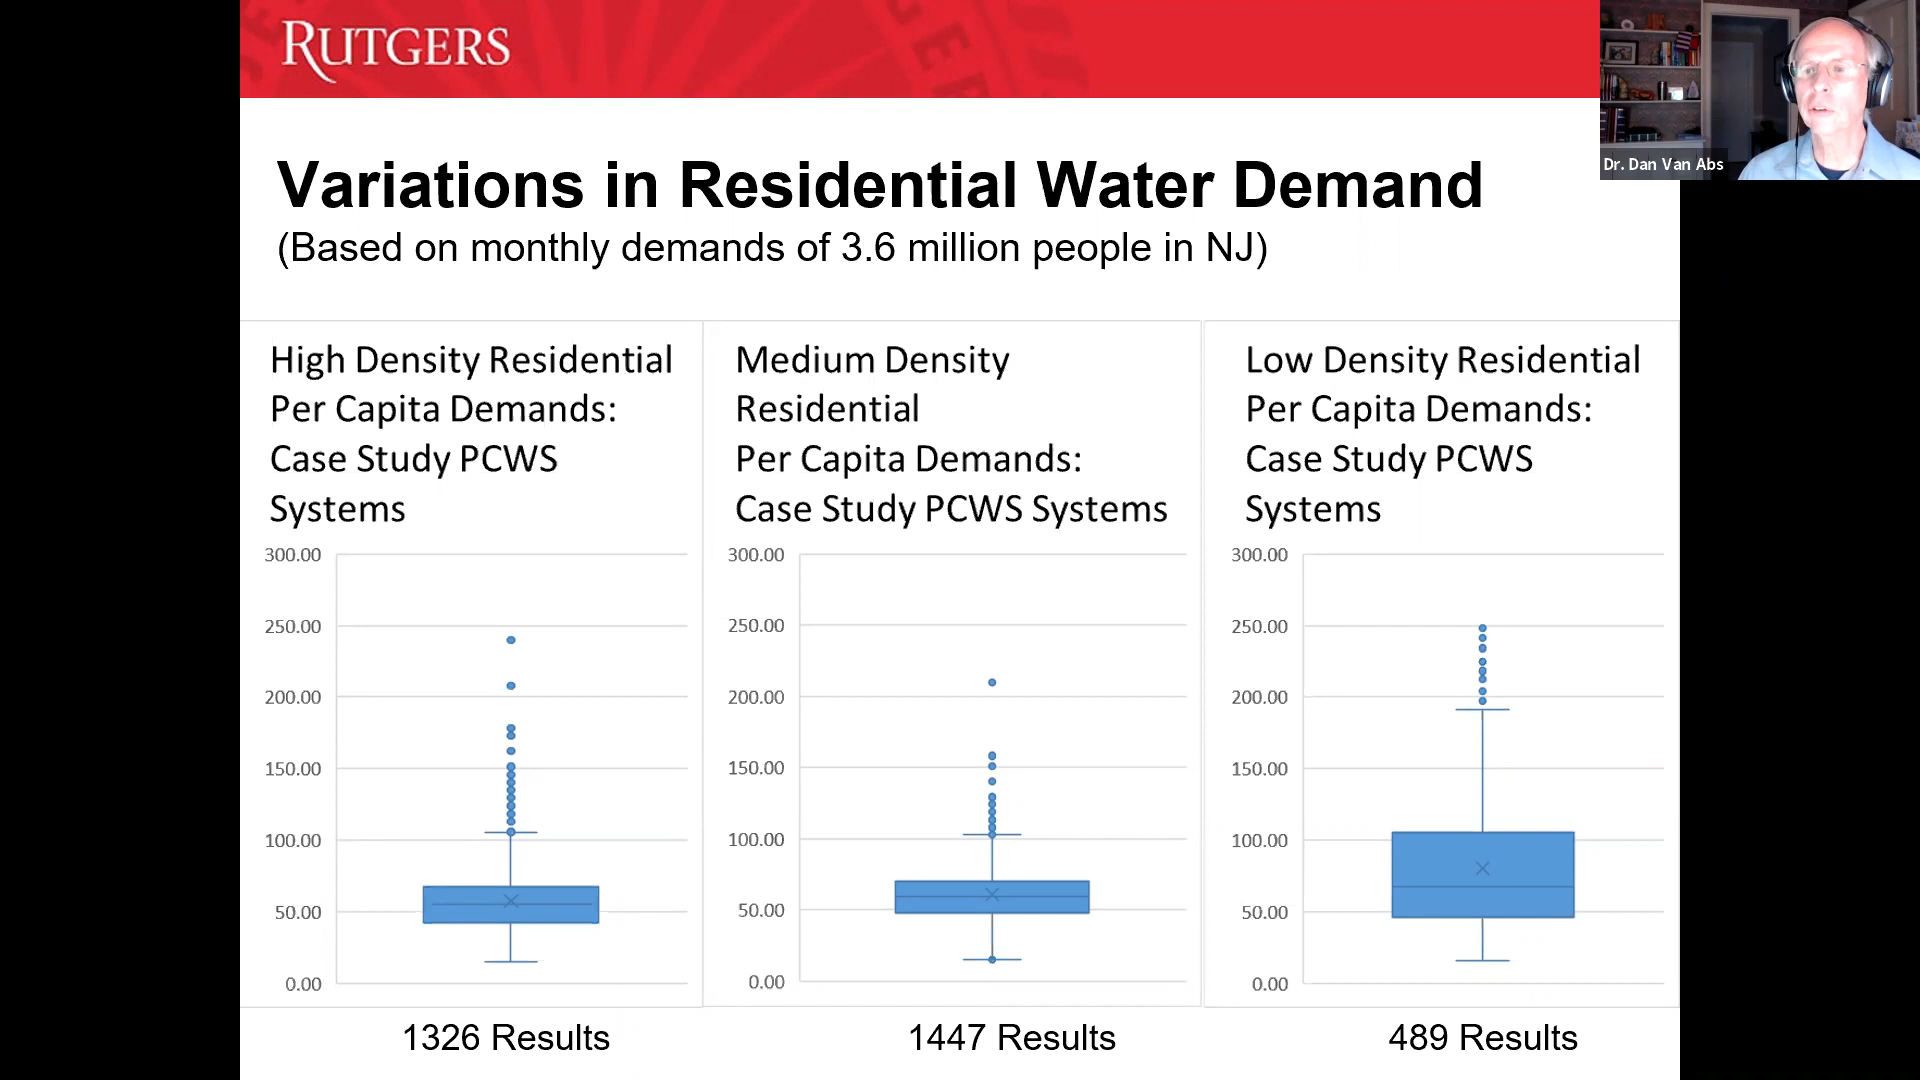 RUTGERS
Dr. Dan Van Abs
Variations in Residential Water Demand
(Based on monthly demands of 3.6 million people in NJ)
High Density Residential
Per Capita Demands:
Case Study PCWS
Systems
300.00
250.00
200.00
150.00
100.00
50.00
0.00
1326 Results
Medium Density
Residential
Per Capita Demands:
Case Study PCWS Systems
300.00
250.00
200.00
150.00
100.00
50.00
0.00
1447 Results
Low Density Residential
Per Capita Demands:
Case Study PCWS
Systems
300.00
250.00
200.00
150.00
100.00
50.00
0.00
489 Results